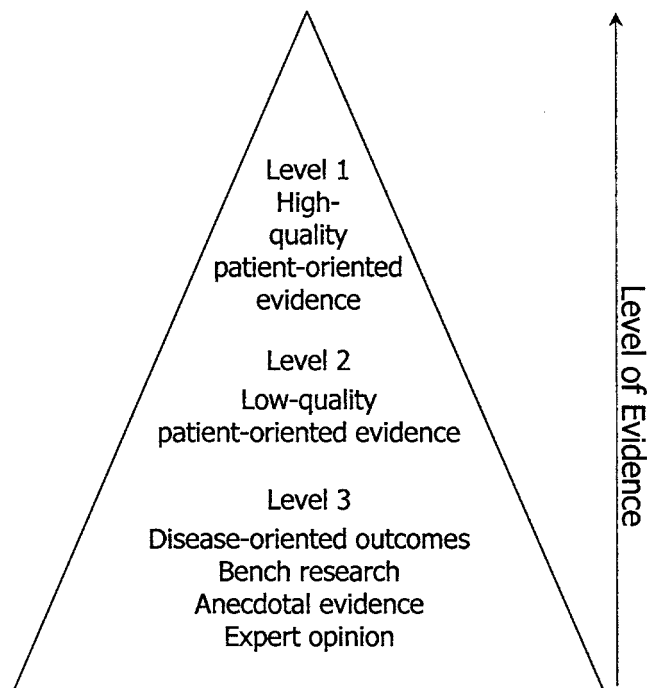 Level 1
High-
quality
patient-oriented
evidence
Level 2
Low-quality
patient-oriented evidence
Level 3
Disease-oriented outcomes
Bench research
Anecdotal evidence
Expert opinion
Level of Evidence